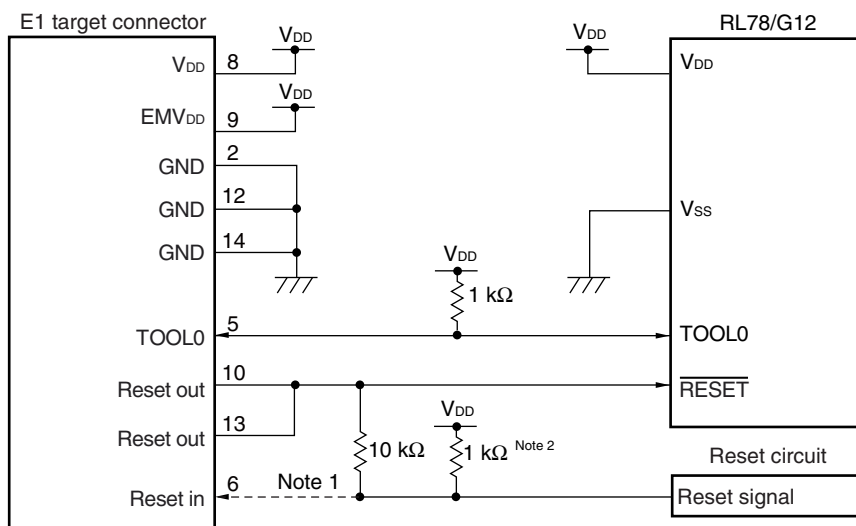 E1 target connector
RL78/G12
VDD
8
VDD
VDD
VDD
EMVDD
9
VDD
GND
2
GND
12
GND
14
VSS
VDD
1 kΩ
TOOL0
5
TOOL0
Reset out
10
RESET
Reset out
13
VDD
10 kΩ
1 kΩ Note 2
Reset circuit
Reset in
6
Note 1
Reset signal